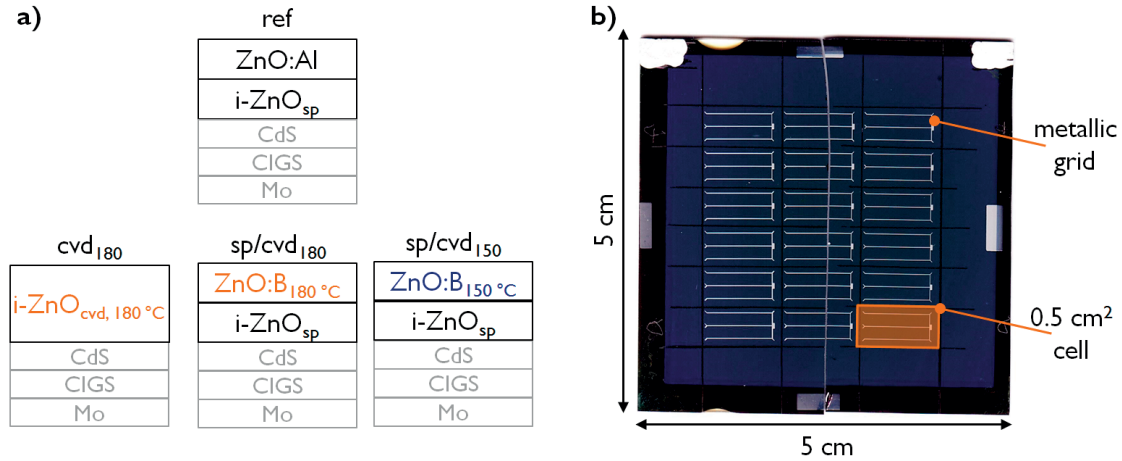 a)
ref
ZnO:Al
i-ZnOsp
CdS
CIGS
Mo
cvd180
i-ZnOcvd, 180 °C
CdS
CIGS
Mo
sp/cvd180
ZnO:B180 °C
i-ZnOsp
CdS
CIGS
Mo
sp/cvd150
ZnO:B150 °C
i-ZnOsp
CdS
CIGS
Mo
b)
5 cm
metallic
grid
0.5 cm²
cell
5 cm